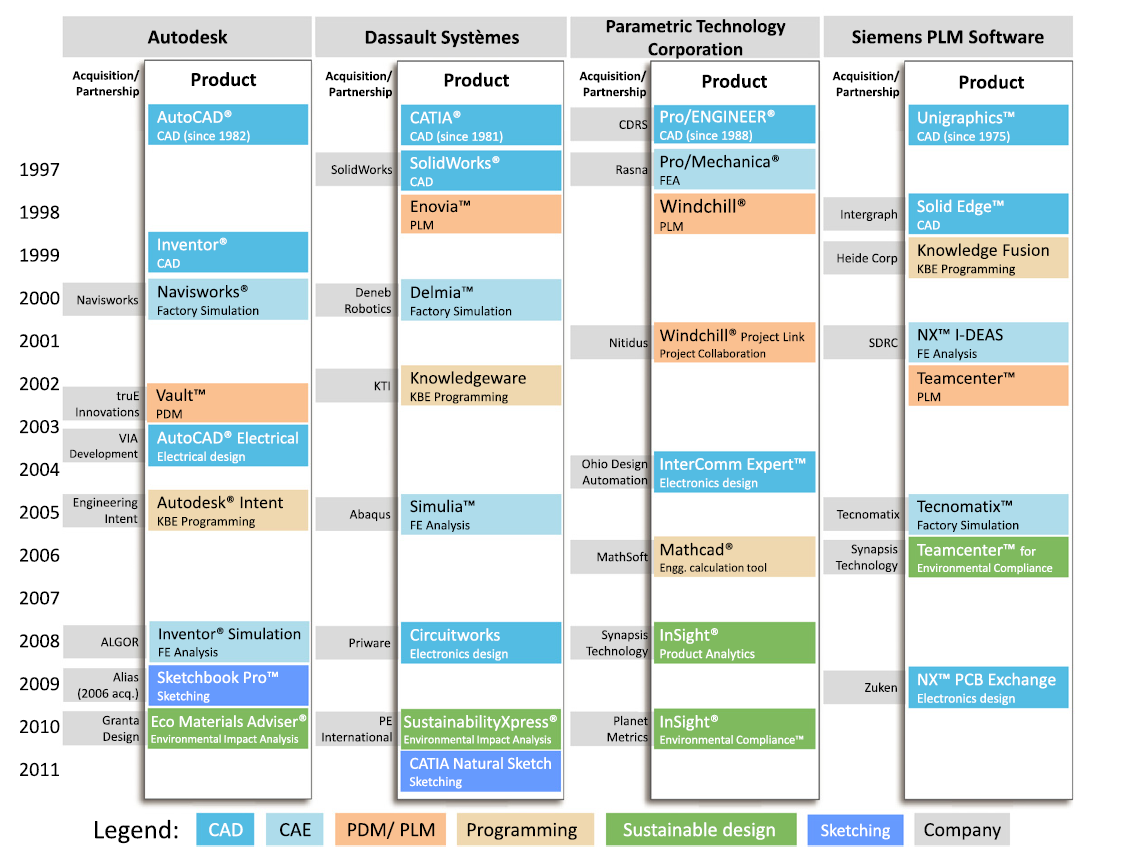 Autodesk
Dassault Systèmes
Parametric Technology
Corporation
Siemens PLM Software
Acquisition/
Partnership
Product
Acquisition/
Partnership
Product
Acquisition/
Partnership
Product
Acquisition/
Partnership
Product
AutoCAD®
CAD (since 1982)
CATIA®
CAD (since 1981)
CDRS
Pro/ENGINEER®
CAD (since 1988)
Unigraphics™
CAD (since 1975)
1997
SolidWorks
SolidWorks®
CAD
Rasna
Pro/Mechanica®
FEA
1998
Enovia™
PLM
Windchill®
PLM
Intergraph
Solid Edge™
CAD
1999
Inventor®
CAD
Heide Corp
Knowledge Fusion
KBE Programming
2000
Navisworks
Navisworks®
Factory Simulation
Deneb
Robotics
Delmia™
Factory Simulation
2001
Nitidus
Windchill® Project Link
Project Collaboration
SDRC
NX™ I-DEAS
FE Analysis
2002
truE
Innovations
Vault™
PDM
KTI
Knowledgeware
KBE Programming
Teamcenter™
PLM
2003
VIA
Development
AutoCAD® Electrical
Electrical design
2004
Ohio Design
Automation
InterComm Expert™
Electronics design
2005
Engineering
Intent
Autodesk® Intent
KBE Programming
Abaqus
Simulia™
FE Analysis
Tecnomatix
Tecnomatix™
Factory Simulation
2006
MathSoft
Mathcad®
Engg. calculation tool
Synapsis
Technology
Teamcenter™ for
Environmental Compliance
2007
2008
ALGOR
Inventor® Simulation
FE Analysis
Priware
Circuitworks
Electronics design
Synapsis
Technology
InSight®
Product Analytics
2009
Alias
(2006 acq.)
Sketchbook Pro™
Sketching
Zuken
NX™ PCB Exchange
Electronics design
2010
Granta
Design
Eco Materials Adviser®
Environmental Impact Analysis
PE
International
SustainabilityXpress®
Environmental Impact Analysis
Planet
Metrics
InSight®
Environmental Compliance™
2011
CATIA Natural Sketch
Sketching
Legend:
CAD
CAE
PDM/ PLM
Programming
Sustainable design
Sketching
Company